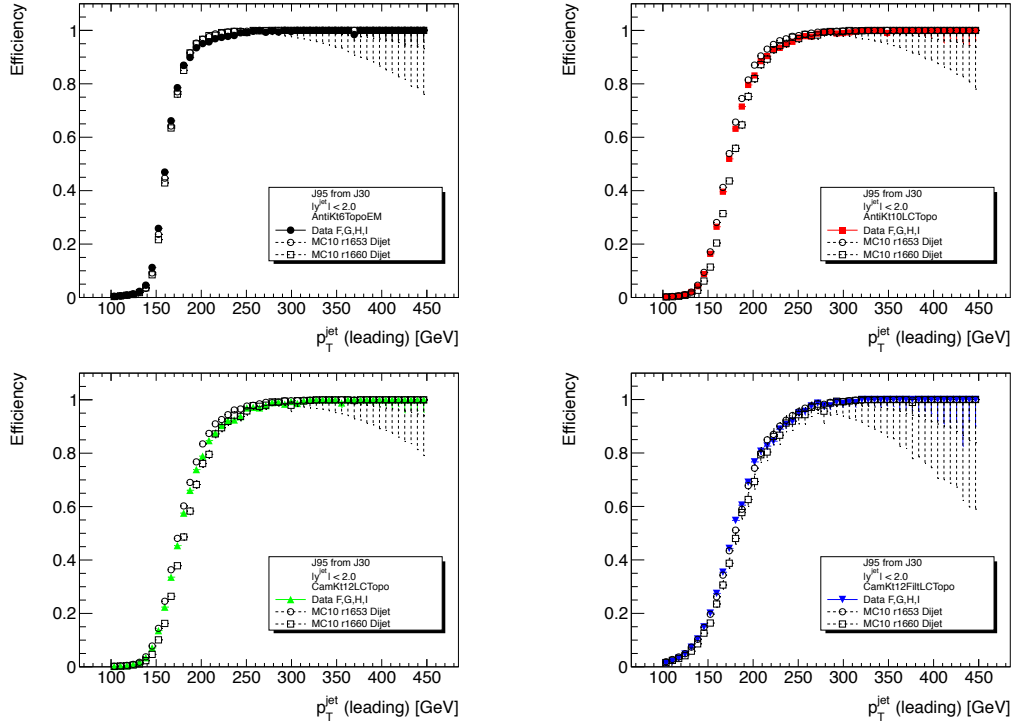 Efficiency
1
0.8
0.6
0.4
0.2
0
J95 from J30
|y^jet| < 2.0
AntiKt6TopoEM
Data F,G,H,I
MC10 r1653 Dijet
MC10 r1660 Dijet
100 150 200 250 300 350 400 450
p_T^jet (leading) [GeV]
Efficiency
1
0.8
0.6
0.4
0.2
0
J95 from J30
|y^jet| < 2.0
AntiKt10LCTopo
Data F,G,H,I
MC10 r1653 Dijet
MC10 r1660 Dijet
100 150 200 250 300 350 400 450
p_T^jet (leading) [GeV]
Efficiency
1
0.8
0.6
0.4
0.2
0
J95 from J30
|y^jet| < 2.0
CamKt12LCTopo
Data F,G,H,I
MC10 r1653 Dijet
MC10 r1660 Dijet
100 150 200 250 300 350 400 450
p_T^jet (leading) [GeV]
Efficiency
1
0.8
0.6
0.4
0.2
0
J95 from J30
|y^jet| < 2.0
CamKt12FiltLCTopo
Data F,G,H,I
MC10 r1653 Dijet
MC10 r1660 Dijet
100 150 200 250 300 350 400 450
p_T^jet (leading) [GeV]